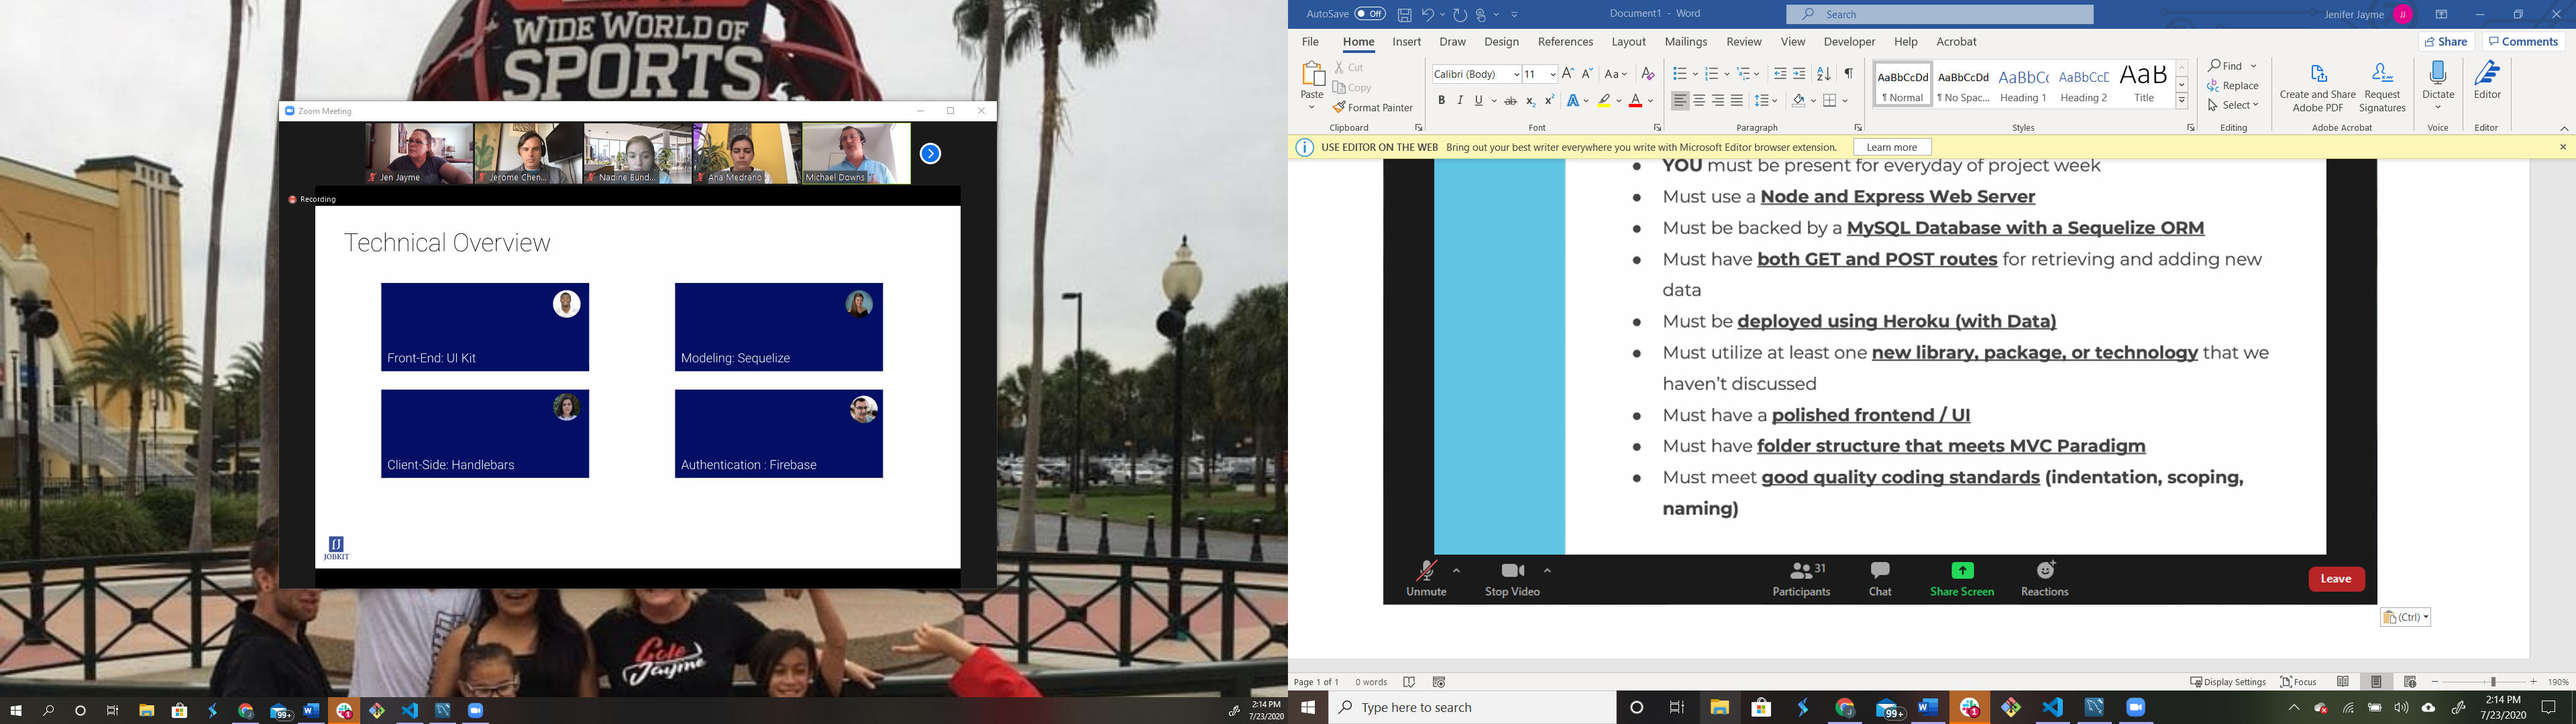 WIDE WORLD OF
SPORTS
Zoom Meeting
Jen Jayme
Jerome Chen...
Nadine Bund...
Ana Medrano
Michael Downs
Recording
Technical Overview
Front-End: UI Kit
Modeling: Sequelize
Client-Side: Handlebars
Authentication : Firebase
JOBKIT
Cole
Jayme
99+
1
2:14 PM
7/23/2020
AutoSave Off
Document1 - Word
Search
Jenifer Jayme JJ
File Home Insert Draw Design References Layout Mailings Review View Developer Help Acrobat
Share Comments
Paste
Cut
Copy
Format Painter
Clipboard
Calibri (Body) 11
Font
Paragraph
AaBbCcDd AaBbCcDd AaBbCc AaBbCcD AaB
¶ Normal ¶ No Spac... Heading 1 Heading 2 Title
Styles
Find
Replace
Select
Editing
Create and Share
Adobe PDF
Request
Signatures
Adobe Acrobat
Dictate
Voice
Editor
Editor
USE EDITOR ON THE WEB Bring out your best writer everywhere you write with Microsoft Editor browser extension. Learn more
● YOU must be present for everyday of project week
● Must use a Node and Express Web Server
● Must be backed by a MySQL Database with a Sequelize ORM
● Must have both GET and POST routes for retrieving and adding new
data
● Must be deployed using Heroku (with Data)
● Must utilize at least one new library, package, or technology that we
haven't discussed
● Must have a polished frontend / UI
● Must have folder structure that meets MVC Paradigm
● Must meet good quality coding standards (indentation, scoping,
naming)
Unmute
Stop Video
31
Participants
Chat
Share Screen
Reactions
Leave
(Ctrl)
Page 1 of 1 0 words
Display Settings Focus 190%
Type here to search
99+
1
2:14 PM
7/23/2020